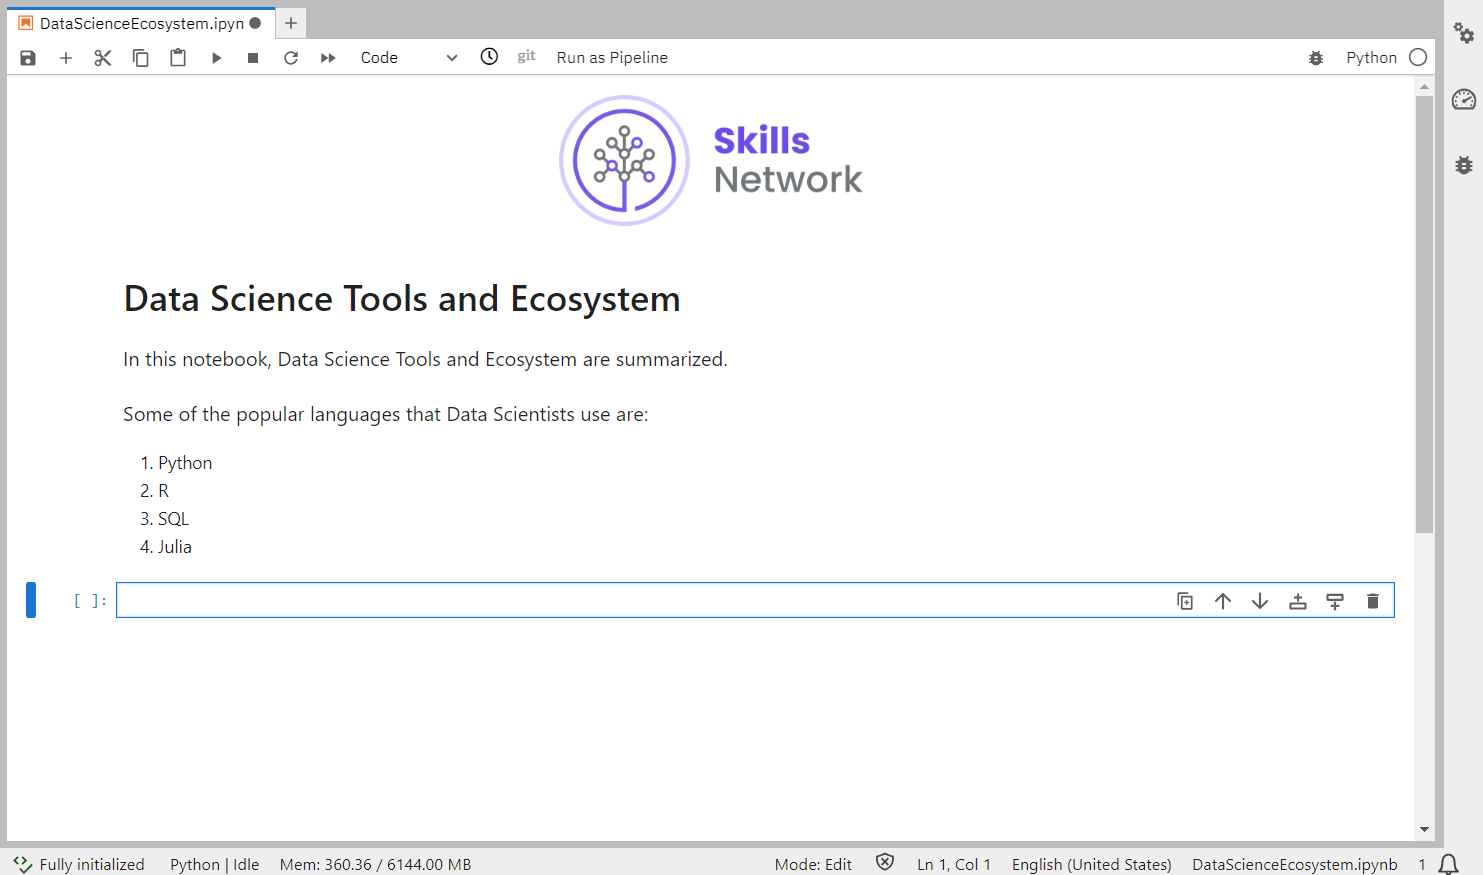 DataScienceEcosystem.ipyn
Code
git
Run as Pipeline
Python
Skills
Network
Data Science Tools and Ecosystem
In this notebook, Data Science Tools and Ecosystem are summarized.
Some of the popular languages that Data Scientists use are:
1. Python
2. R
3. SQL
4. Julia
[ ]:
Fully initialized Python | Idle Mem: 360.36 / 6144.00 MB Mode: Edit Ln 1, Col 1 English (United States) DataScienceEcosystem.ipynb 1